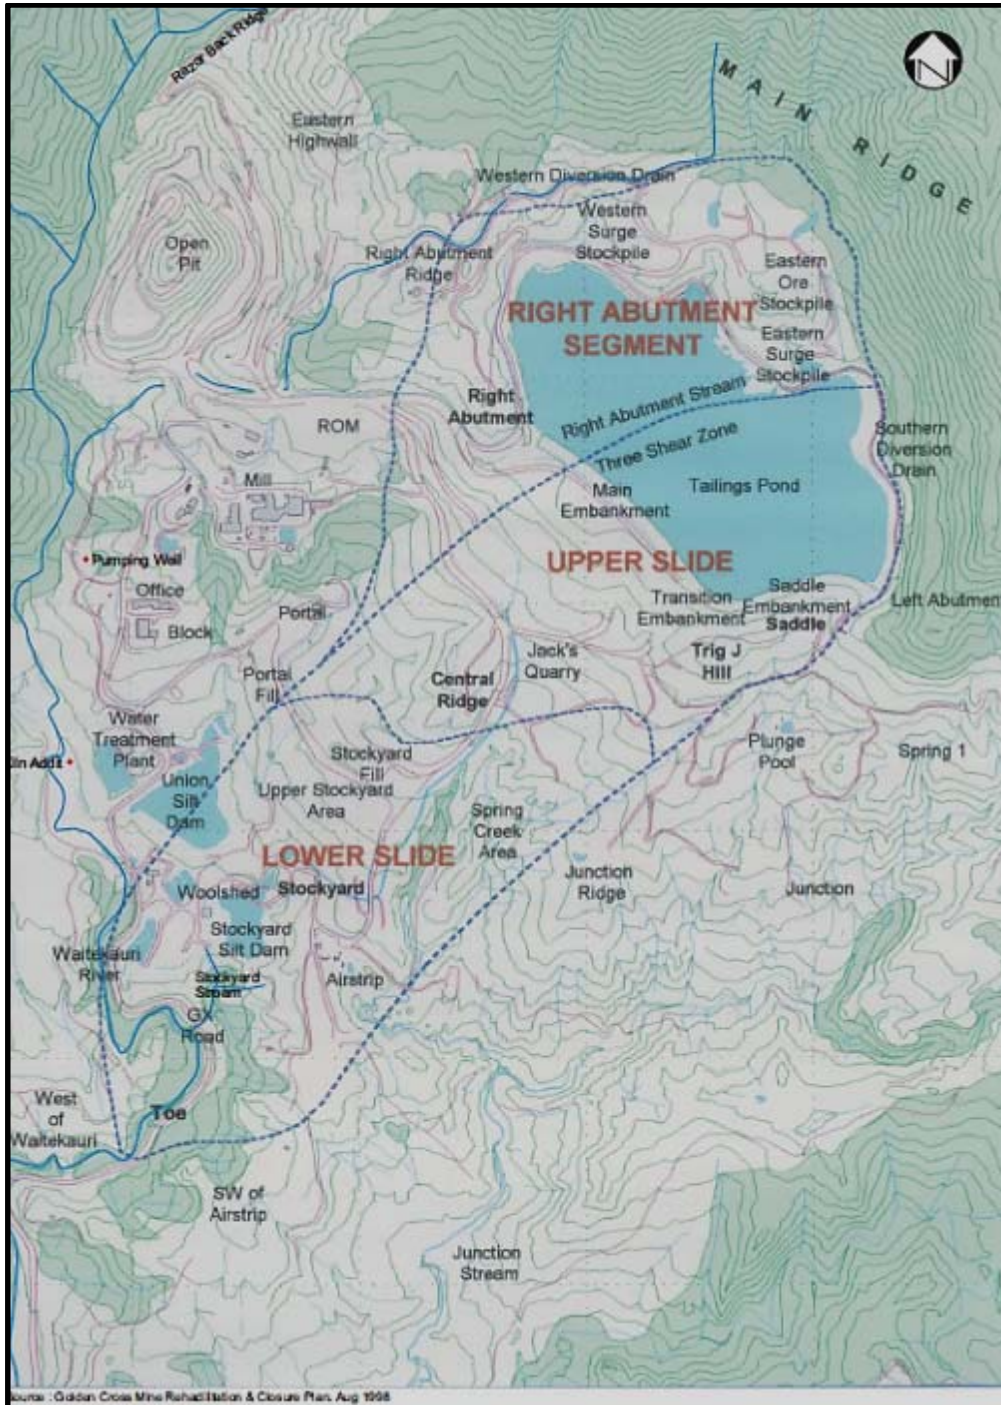 Razor Back Ridge
N
MAIN RIDGE
Eastern
Highwall
Western Diversion Drain
Western
Surge
Stockpile
Open
Pit
Right Abutment
Ridge
Eastern
Ore
Stockpile
RIGHT ABUTMENT
SEGMENT
Eastern
Surge
Stockpile
Right
Abutment
Right Abutment Stream
ROM
Three Shear Zone
Southern
Diversion
Drain
Mill
Main
Embankment
Tailings Pond
Pumping Well
UPPER SLIDE
Office
Block
Portal
Transition
Embankment
Saddle
Embankment
Saddle
Left Abutment
Portal
Fill
Central
Ridge
Jack's
Quarry
Trig J
Hill
Water
Treatment
Plant
Stockyard
Fill
Plunge
Pool
Spring 1
Union
Silt
Dam
Upper Stockyard
Area
Spring
Creek
Area
LOWER SLIDE
Junction
Ridge
Junction
Woolshed
Stockyard
Stockyard
Silt Dam
Waitekauri
River
Airstrip
Stockyard
Stream
GX
Road
West
of
Waitekauri
Toe
SW of
Airstrip
Junction
Stream
Source : Golden Cross Mine Rehabilitation & Closure Plan, Aug 1998